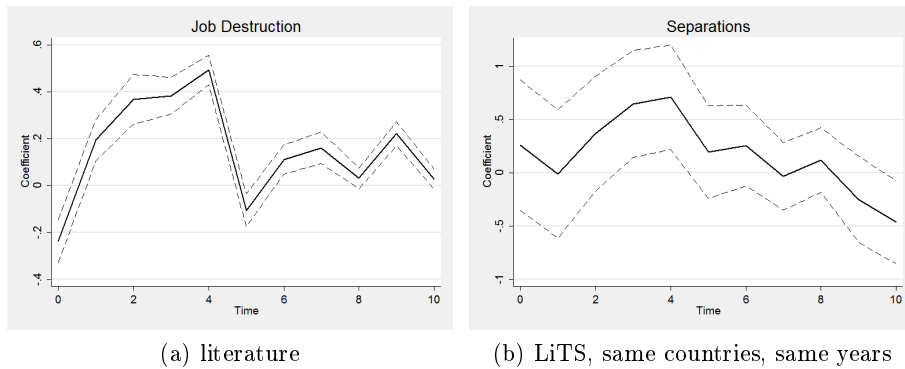 Job Destruction
Coefficient
.6
.4
.2
0
-.2
-.4
0 2 4 6 8 10
Time
(a) literature
Separations
Coefficient
1
.5
0
-.5
-1
0 2 4 6 8 10
Time
(b) LiTS, same countries, same years